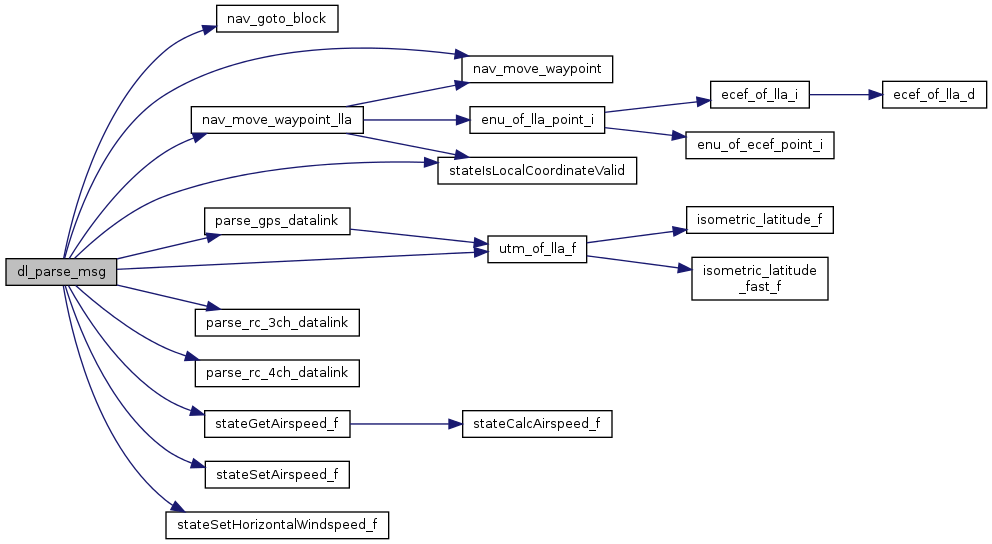 nav_goto_block
nav_move_waypoint
ecef_of_lla_i
ecef_of_lla_d
nav_move_waypoint_lla
enu_of_lla_point_i
enu_of_ecef_point_i
stateIsLocalCoordinateValid
parse_gps_datalink
isometric_latitude_f
utm_of_lla_f
dl_parse_msg
isometric_latitude
_fast_f
parse_rc_3ch_datalink
parse_rc_4ch_datalink
stateGetAirspeed_f
stateCalcAirspeed_f
stateSetAirspeed_f
stateSetHorizontalWindspeed_f